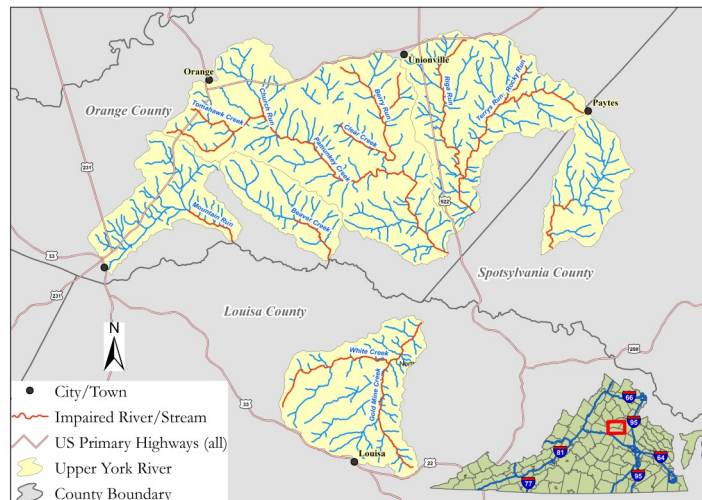 Orange
Unionville
Orange County
Tomahawk Creek
Church Run
Berry Run
Riga Run
Terrys Run
Rocky Run
Paytes
Clear Creek
Pamunkey Creek
231
522
Mountain Run
Beaver Creek
33
231
Spotsylvania County
Louisa County
N
White Creek
North
Gold Mine Creek
208
33
Louisa
22
City/Town
Impaired River/Stream
US Primary Highways (all)
Upper York River
County Boundary
66
95
81
64
95
77